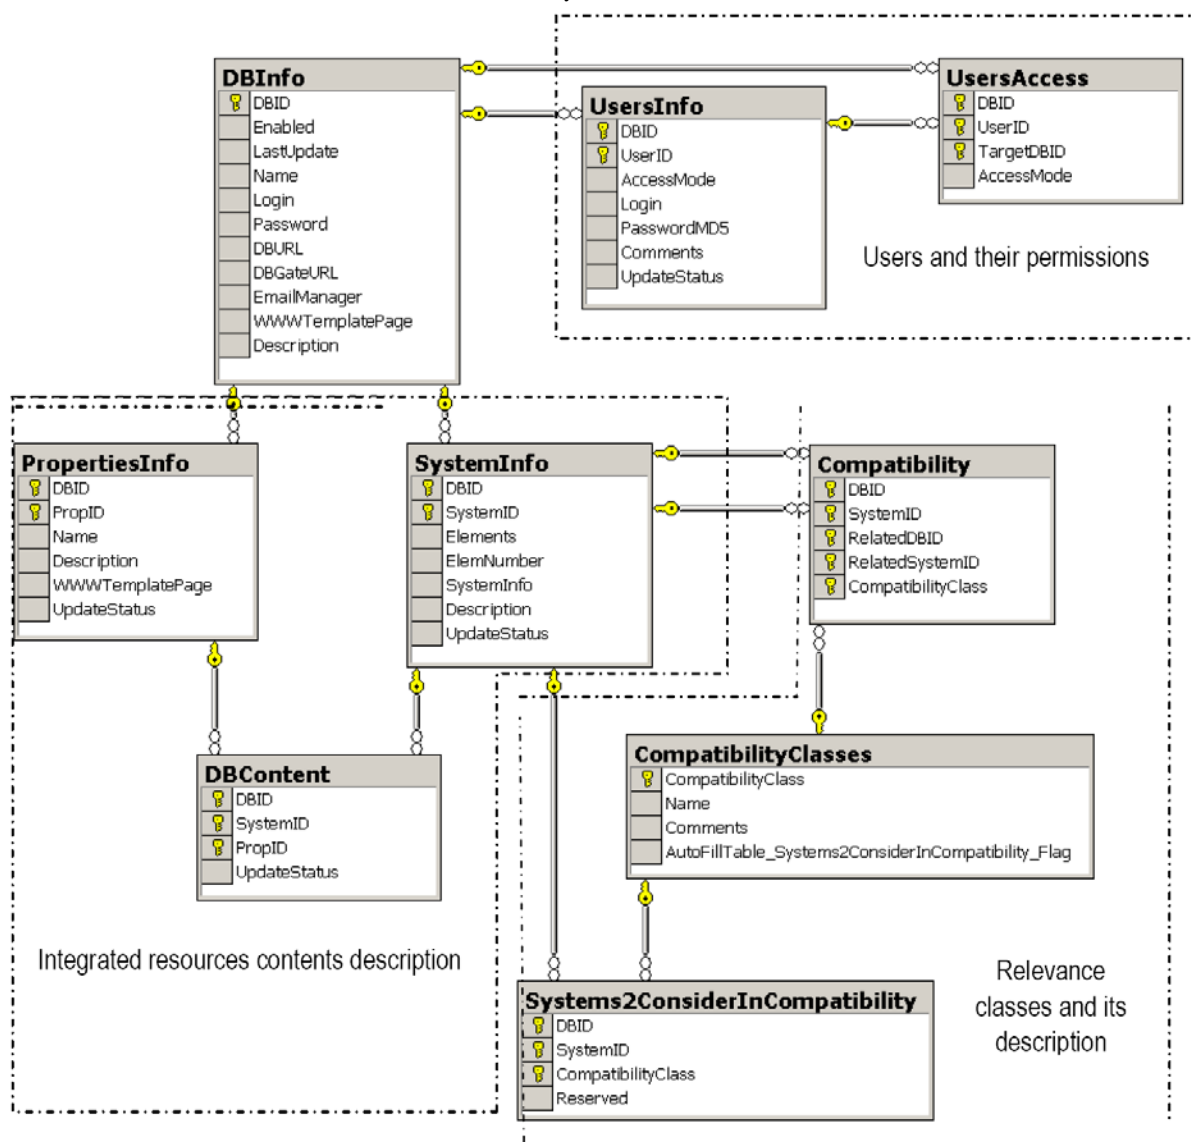 DBInfo
DBID
Enabled
LastUpdate
Name
Login
Password
DBURL
DBGateURL
EmailManager
WWWTemplatePage
Description
UsersInfo
DBID
UserID
AccessMode
Login
PasswordMD5
Comments
UpdateStatus
UsersAccess
DBID
UserID
TargetDBID
AccessMode
Users and their permissions
PropertiesInfo
DBID
PropID
Name
Description
WWWTemplatePage
UpdateStatus
SystemInfo
DBID
SystemID
Elements
ElemNumber
SystemInfo
Description
UpdateStatus
Compatibility
DBID
SystemID
RelatedDBID
RelatedSystemID
CompatibilityClass
DBContent
DBID
SystemID
PropID
UpdateStatus
CompatibilityClasses
CompatibilityClass
Name
Comments
AutoFillTable_Systems2ConsiderInCompatibility_Flag
Integrated resources contents description
Systems2ConsiderInCompatibility
DBID
SystemID
CompatibilityClass
Reserved
Relevance
classes and its
description